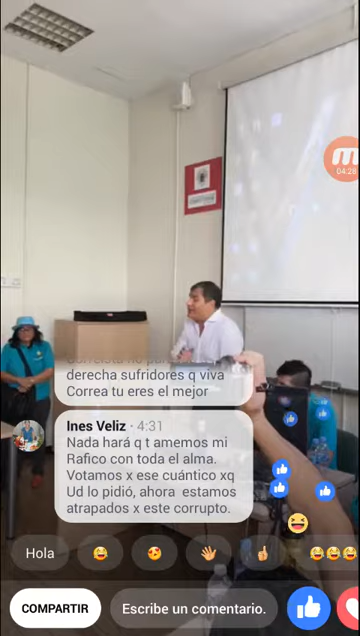 04:28
derecha sufridores q viva
Correa tu eres el mejor
Ines Veliz · 4:31
Nada hará q t amemos mi
Rafico con toda el alma.
Votamos x ese cuántico xq
Ud lo pidió, ahora estamos
atrapados x este corrupto.
Hola
COMPARTIR
Escribe un comentario.